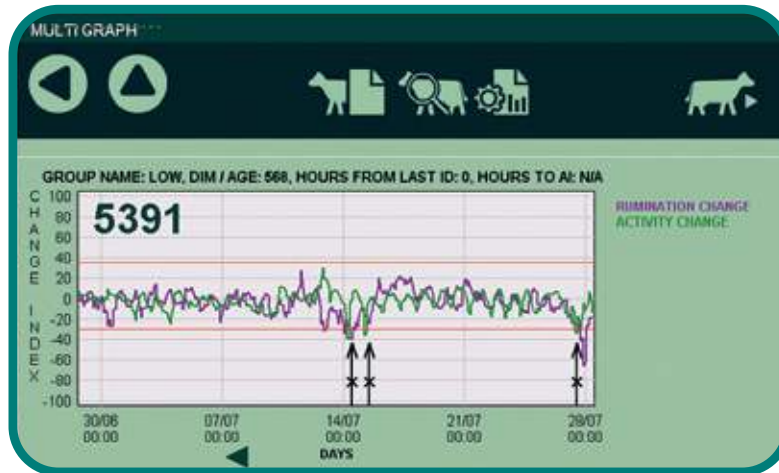 MULTI GRAPH
GROUP NAME: LOW, DIM / AGE: 568, HOURS FROM LAST ID: 0, HOURS TO AI: N/A
CHANGE INDEX
100
80
60
40
20
0
-20
-40
-60
-80
-100
5391
RUMINATION CHANGE
ACTIVITY CHANGE
30/06 07/07 14/07 21/07 28/07
00:00 00:00 00:00 00:00 00:00
DAYS